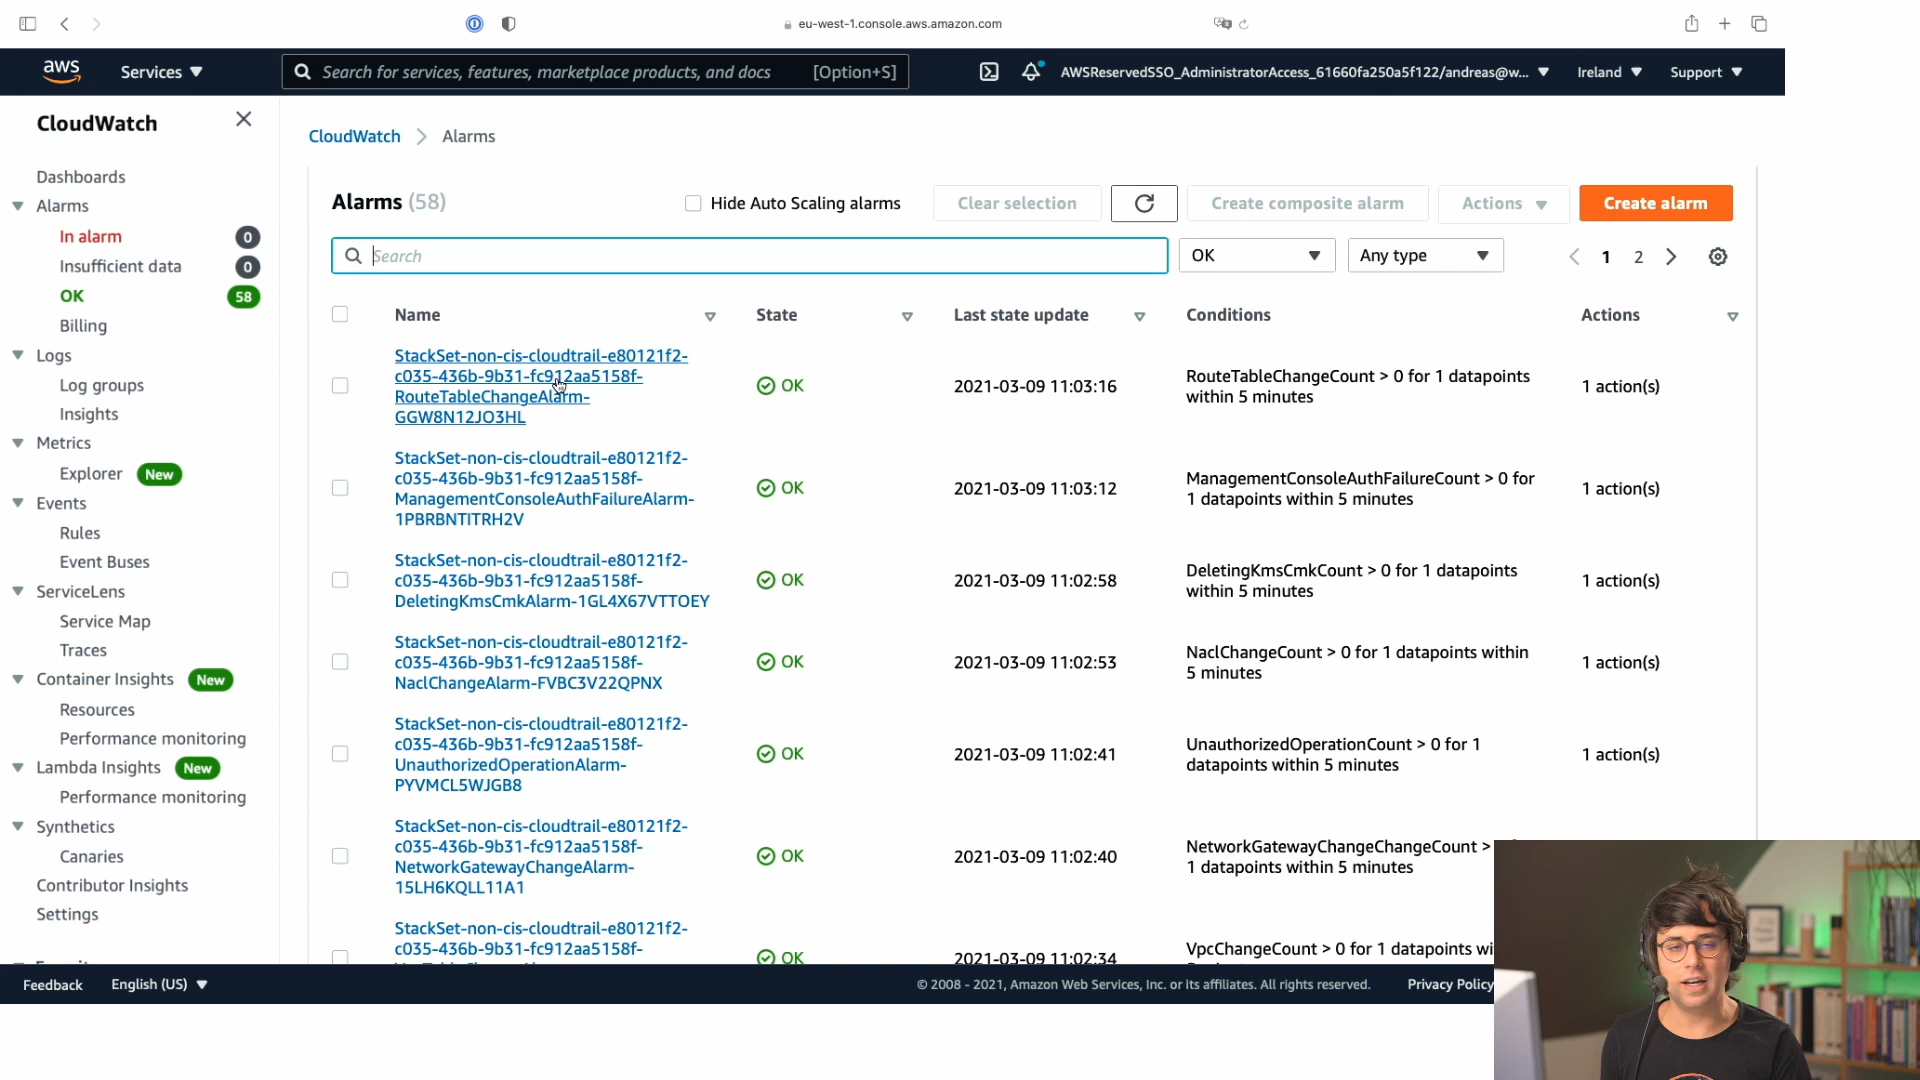 eu-west-1.console.aws.amazon.com
aws
Services
Search for services, features, marketplace products, and docs
[Option+S]
AWSReservedSSO_AdministratorAccess_61660fa250a5f122/andreas@w...
Ireland
Support
CloudWatch
Dashboards
Alarms
In alarm 0
Insufficient data 0
OK 58
Billing
Logs
Log groups
Insights
Metrics
Explorer New
Events
Rules
Event Buses
ServiceLens
Service Map
Traces
Container Insights New
Resources
Performance monitoring
Lambda Insights New
Performance monitoring
Synthetics
Canaries
Contributor Insights
Settings
CloudWatch > Alarms
Alarms (58)
Hide Auto Scaling alarms
Clear selection
Create composite alarm
Actions
Create alarm
Search
OK
Any type
1 2
Name State Last state update Conditions Actions
StackSet-non-cis-cloudtrail-e80121f2-
c035-436b-9b31-fc912aa5158f-
RouteTableChangeAlarm-
GGW8N12JO3HL
OK
2021-03-09 11:03:16
RouteTableChangeCount > 0 for 1 datapoints
within 5 minutes
1 action(s)
StackSet-non-cis-cloudtrail-e80121f2-
c035-436b-9b31-fc912aa5158f-
ManagementConsoleAuthFailureAlarm-
1PBRBNTITRH2V
OK
2021-03-09 11:03:12
ManagementConsoleAuthFailureCount > 0 for
1 datapoints within 5 minutes
1 action(s)
StackSet-non-cis-cloudtrail-e80121f2-
c035-436b-9b31-fc912aa5158f-
DeletingKmsCmkAlarm-1GL4X67VTTOEY
OK
2021-03-09 11:02:58
DeletingKmsCmkCount > 0 for 1 datapoints
within 5 minutes
1 action(s)
StackSet-non-cis-cloudtrail-e80121f2-
c035-436b-9b31-fc912aa5158f-
NaclChangeAlarm-FVBC3V22QPNX
OK
2021-03-09 11:02:53
NaclChangeCount > 0 for 1 datapoints within
5 minutes
1 action(s)
StackSet-non-cis-cloudtrail-e80121f2-
c035-436b-9b31-fc912aa5158f-
UnauthorizedOperationAlarm-
PYVMCL5WJGB8
OK
2021-03-09 11:02:41
UnauthorizedOperationCount > 0 for 1
datapoints within 5 minutes
1 action(s)
StackSet-non-cis-cloudtrail-e80121f2-
c035-436b-9b31-fc912aa5158f-
NetworkGatewayChangeAlarm-
15LH6KQLL11A1
OK
2021-03-09 11:02:40
NetworkGatewayChangeChangeCount >
1 datapoints within 5 minutes
StackSet-non-cis-cloudtrail-e80121f2-
c035-436b-9b31-fc912aa5158f-
OK
2021-03-09 11:02:34
VpcChangeCount > 0 for 1 datapoints wi
Feedback
English (US)
© 2008 - 2021, Amazon Web Services, Inc. or its affiliates. All rights reserved.
Privacy Policy